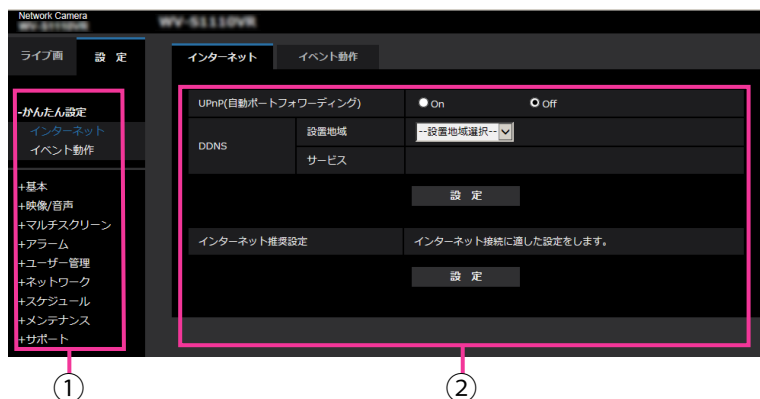 Network Camera
WV-S1110VR
ライブ画 設 定
インターネット イベント動作
-かんたん設定
インターネット
イベント動作
+基本
+映像/音声
+マルチスクリーン
+アラーム
+ユーザー管理
+ネットワーク
+スケジュール
+メンテナンス
+サポート
UPnP(自動ポートフォワーディング) On Off
DDNS
設置地域 --設置地域選択--
サービス
設 定
インターネット推奨設定 インターネット接続に適した設定をします。
設 定
① ②